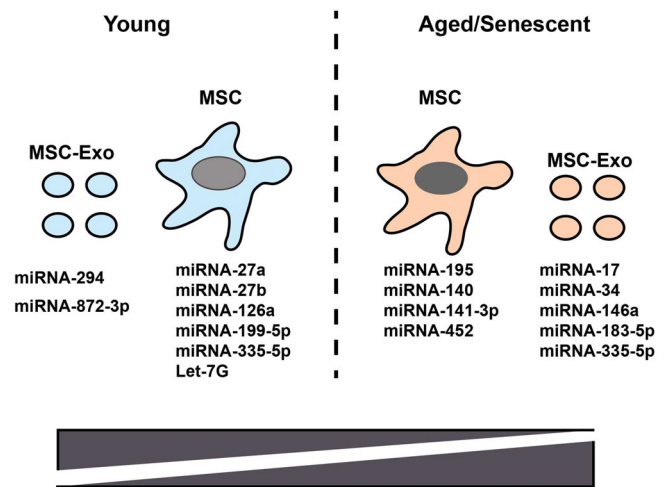 Young
Aged/Senescent
MSC-Exo
miRNA-294
miRNA-872-3p
MSC
miRNA-27a
miRNA-27b
miRNA-126a
miRNA-199-5p
miRNA-335-5p
Let-7G
MSC
miRNA-195
miRNA-140
miRNA-141-3p
miRNA-452
MSC-Exo
miRNA-17
miRNA-34
miRNA-146a
miRNA-183-5p
miRNA-335-5p